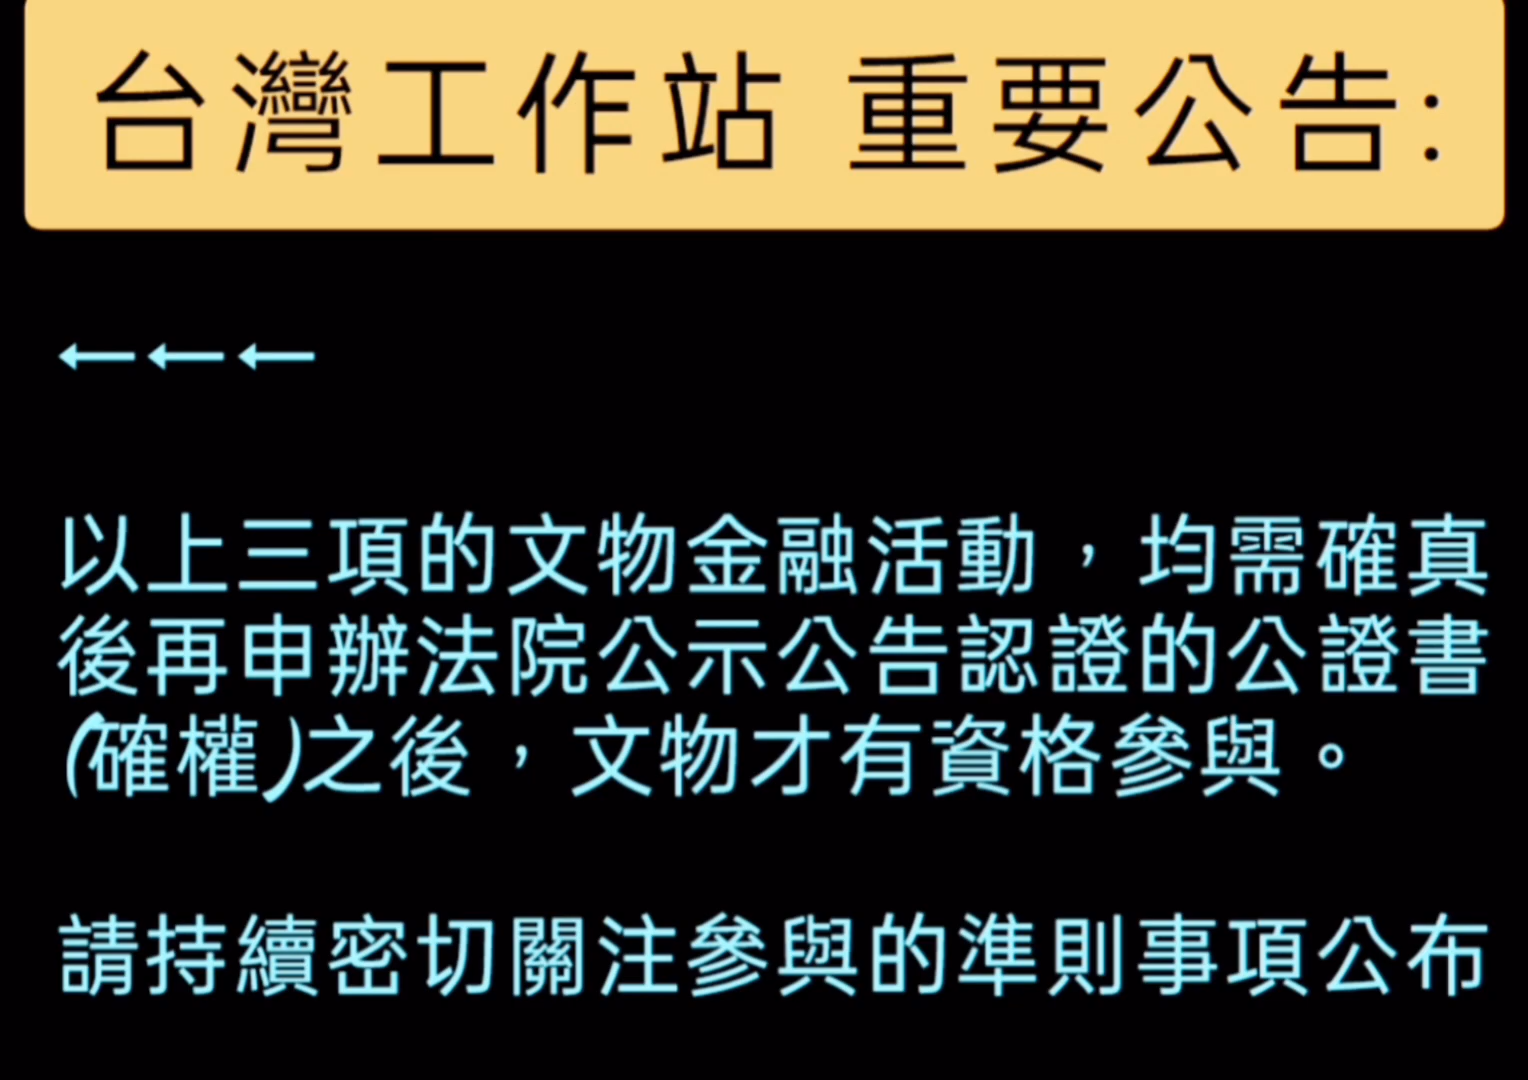 台灣工作站 重要公告:
←←←
以上三項的文物金融活動，均需確真
後再申辦法院公示公告認證的公證書
(確權)之後，文物才有資格參與。
請持續密切關注參與的準則事項公布